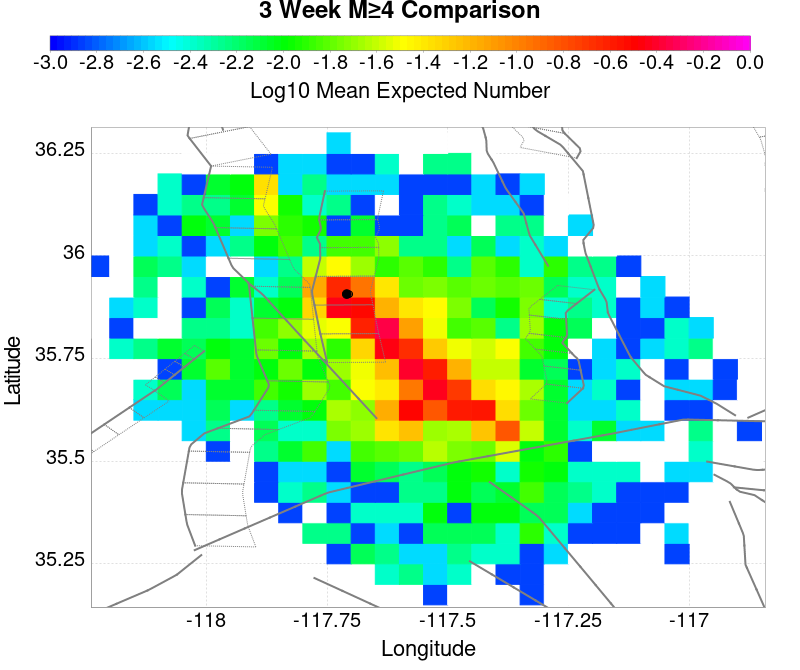 3 Week M≥4 Comparison
-3.0 -2.8 -2.6 -2.4 -2.2 -2.0 -1.8 -1.6 -1.4 -1.2 -1.0 -0.8 -0.6 -0.4 -0.2 0.0
Log10 Mean Expected Number
36.25
36
35.75
35.5
35.25
Latitude
-118 -117.75 -117.5 -117.25 -117
Longitude